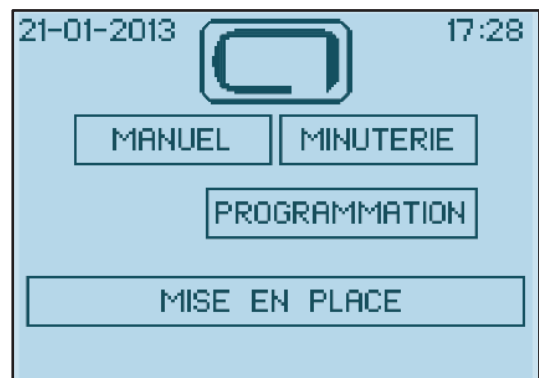 21-01-2013 17:28
MANUEL MINUTERIE
PROGRAMMATION
MISE EN PLACE